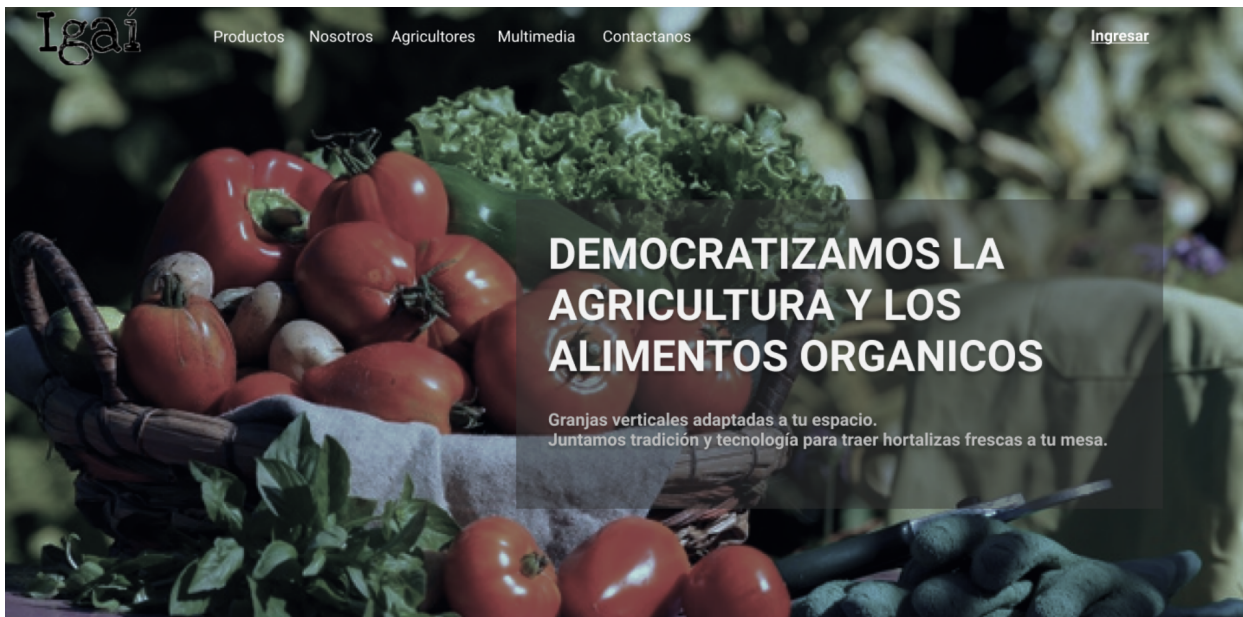 Igaí
Productos Nosotros Agricultores Multimedia Contactanos Ingresar
DEMOCRATIZAMOS LA
AGRICULTURA Y LOS
ALIMENTOS ORGANICOS
Granjas verticales adaptadas a tu espacio.
Juntamos tradición y tecnología para traer hortalizas frescas a tu mesa.